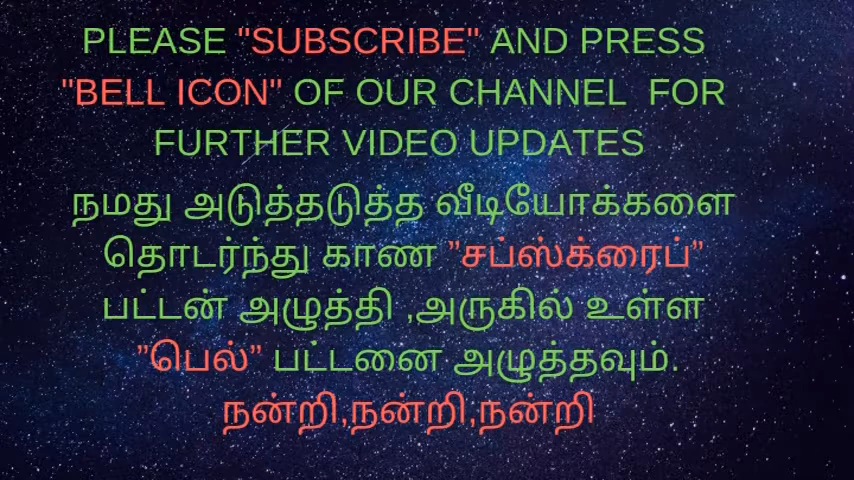 PLEASE "SUBSCRIBE" AND PRESS
"BELL ICON" OF OUR CHANNEL  FOR
FURTHER VIDEO UPDATES
நமது அடுத்தடுத்த வீடியோக்களை
தொடர்ந்து காண ”சப்ஸ்க்ரைப்”
பட்டன் அழுத்தி ,அருகில் உள்ள
”பெல்” பட்டனை அழுத்தவும்.
நன்றி,நன்றி,நன்றி